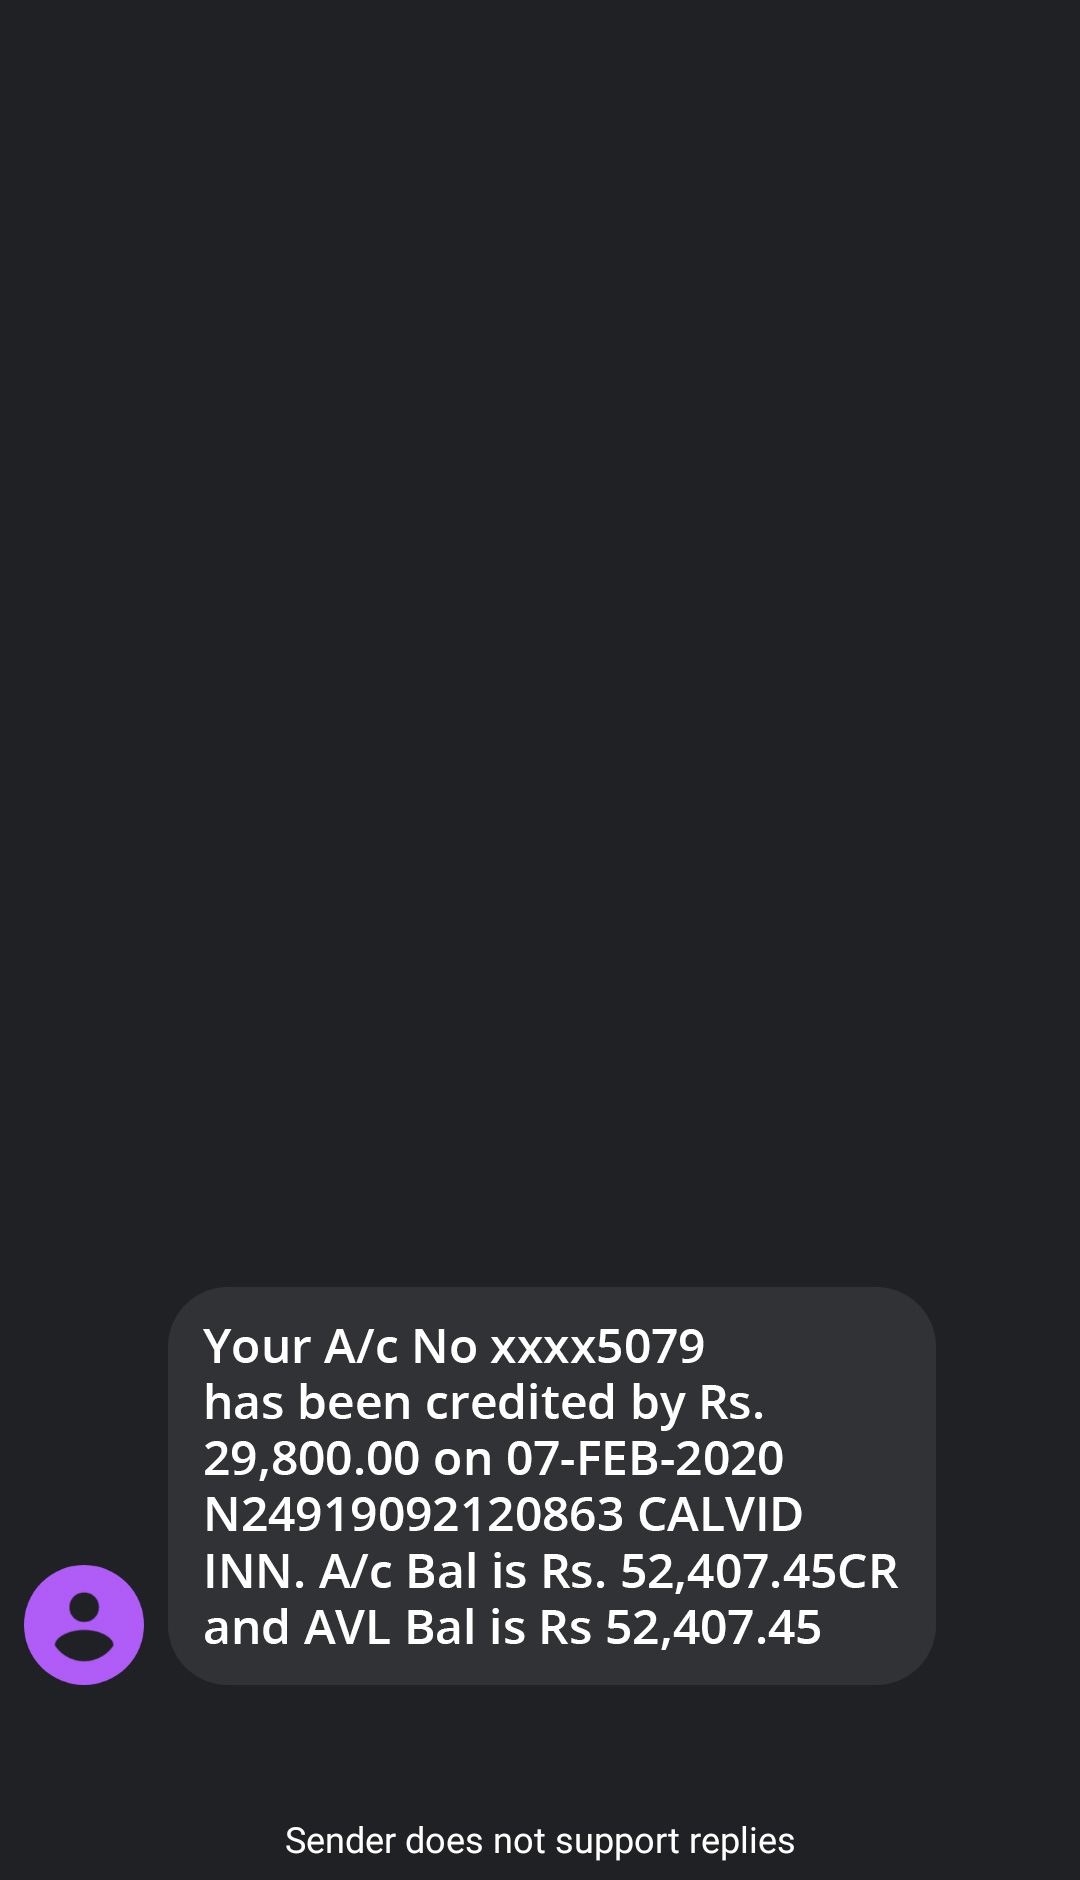 Your A/c No xxxx5079
has been credited by Rs.
29,800.00 on 07-FEB-2020
N24919092120863 CALVID
INN. A/c Bal is Rs. 52,407.45CR
and AVL Bal is Rs 52,407.45
Sender does not support replies